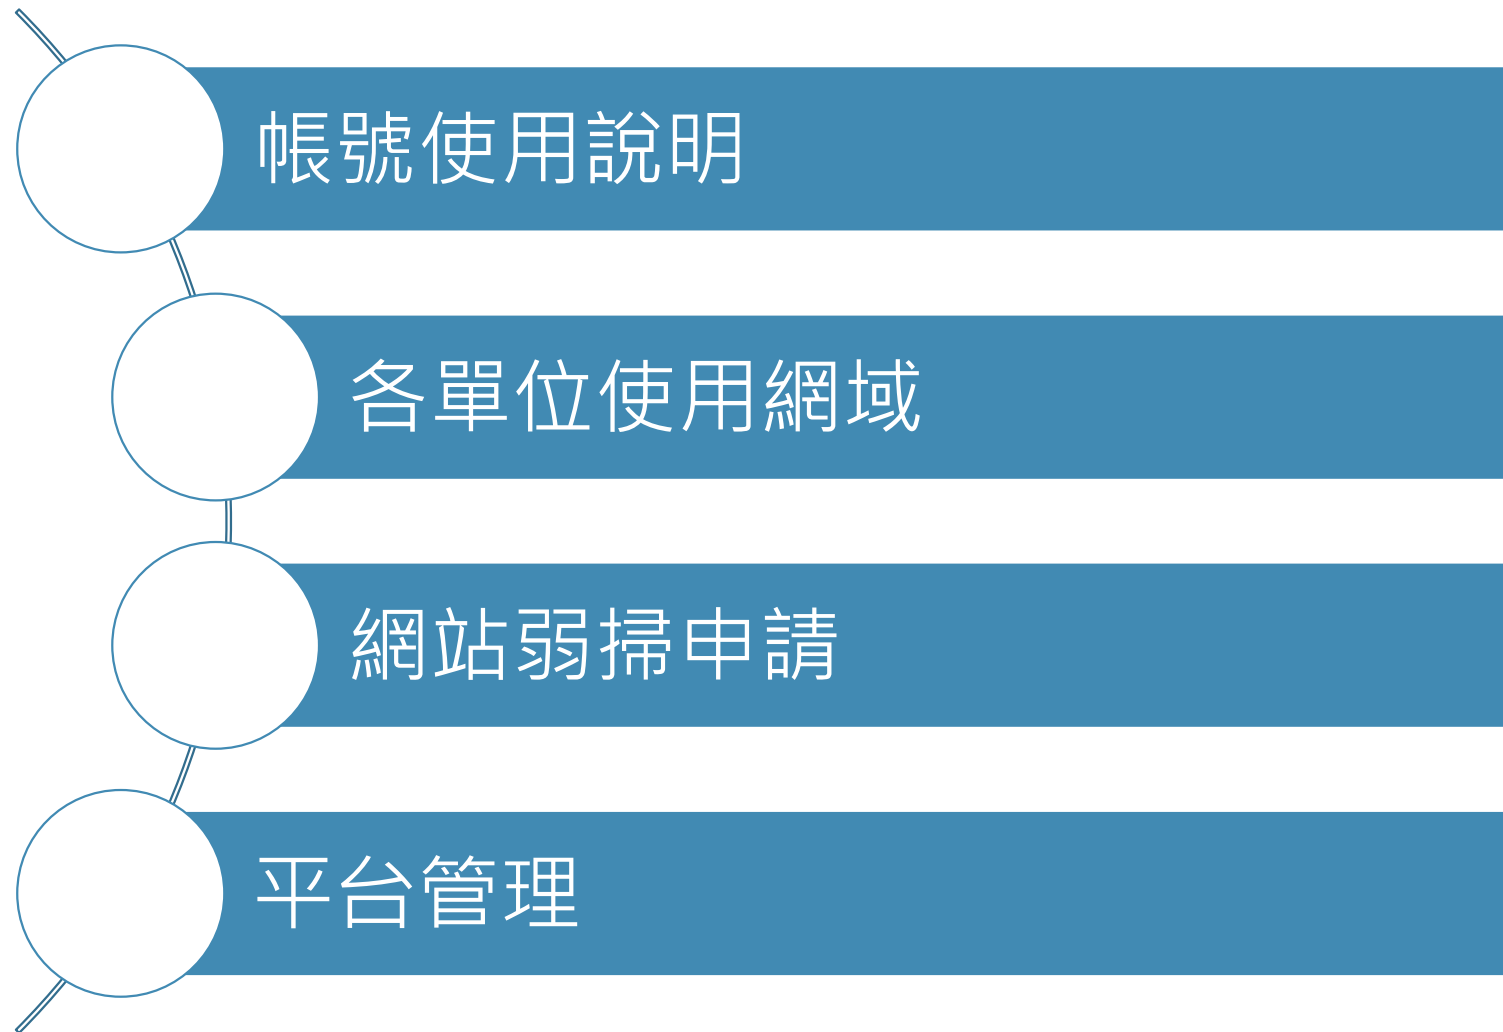 帳號使用說明
各單位使用網域
網站弱掃申請
平台管理